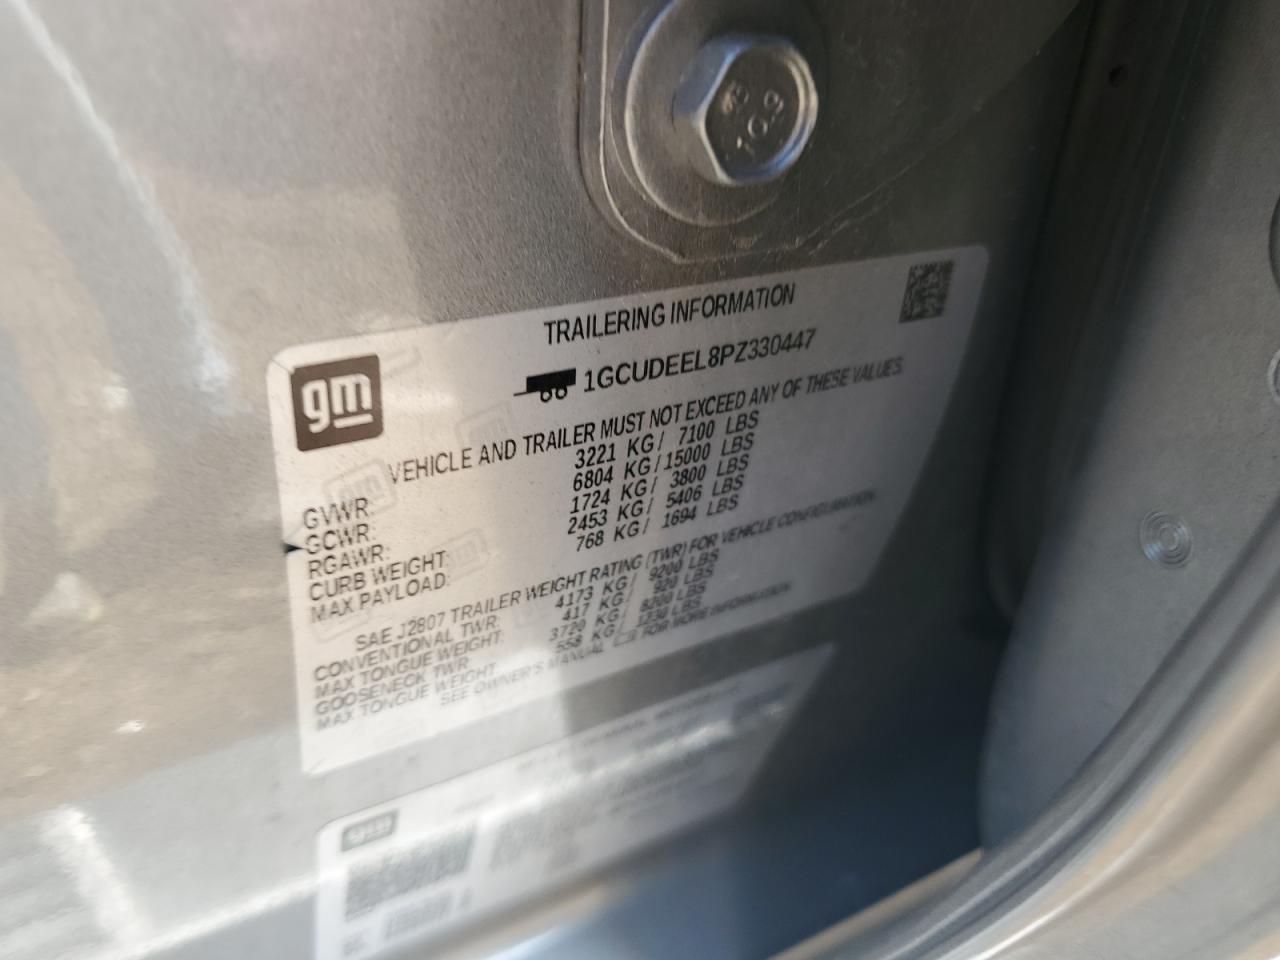 10.9
TRAILERING INFORMATION
gm
1GCUDEEL8PZ330447
VEHICLE AND TRAILER MUST NOT EXCEED ANY OF THESE VALUES
GVWR: 3221 KG/ 7100 LBS
GCWR: 6804 KG/15000 LBS
RGAWR: 1724 KG/ 3800 LBS
CURB WEIGHT: 2453 KG/ 5406 LBS
MAX PAYLOAD: 768 KG/ 1694 LBS
SAE J2807 TRAILER WEIGHT RATING (TWR) FOR VEHICLE CONFIGURATION
CONVENTIONAL TWR: 4173 KG/ 9200 LBS
MAX TONGUE WEIGHT: 417 KG/ 920 LBS
GOOSENECK TWR: 3720 KG/ 8200 LBS
MAX TONGUE WEIGHT 558 KG/ 1230 LBS
SEE OWNER'S MANUAL FOR MORE INFORMATION
gm